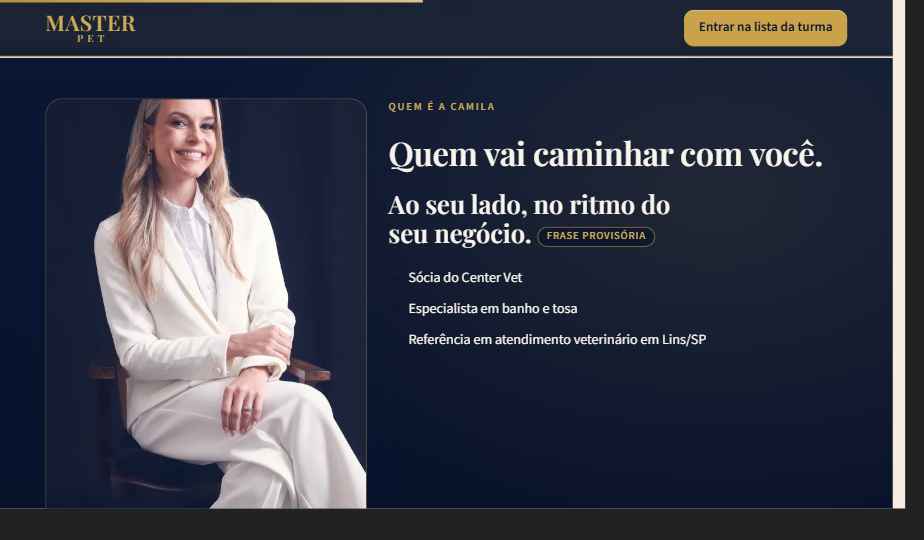 MASTER
PET
Entrar na lista da turma
QUEM É A CAMILA
Quem vai caminhar com você.
Ao seu lado, no ritmo do
seu negócio. FRASE PROVISÓRIA
Sócia do Center Vet
Especialista em banho e tosa
Referência em atendimento veterinário em Lins/SP